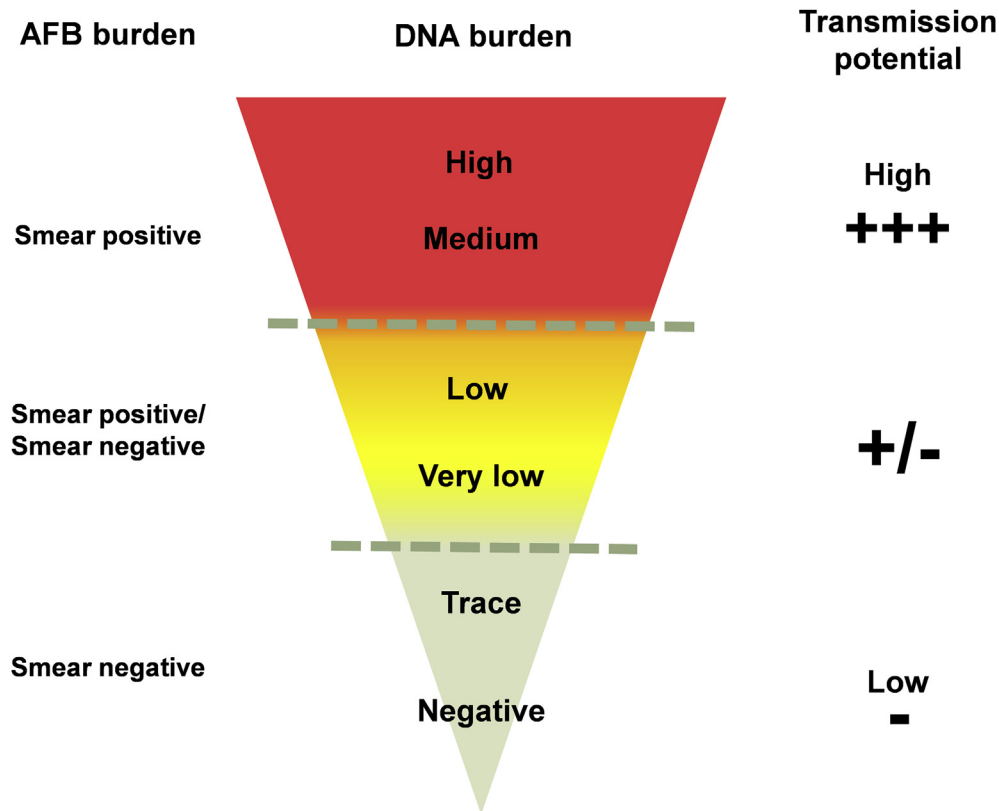 AFB burden
DNA burden
Transmission
potential
High
Medium
Smear positive
High
+++
Low
Very low
Smear positive/
Smear negative
+/-
Trace
Negative
Smear negative
Low
-